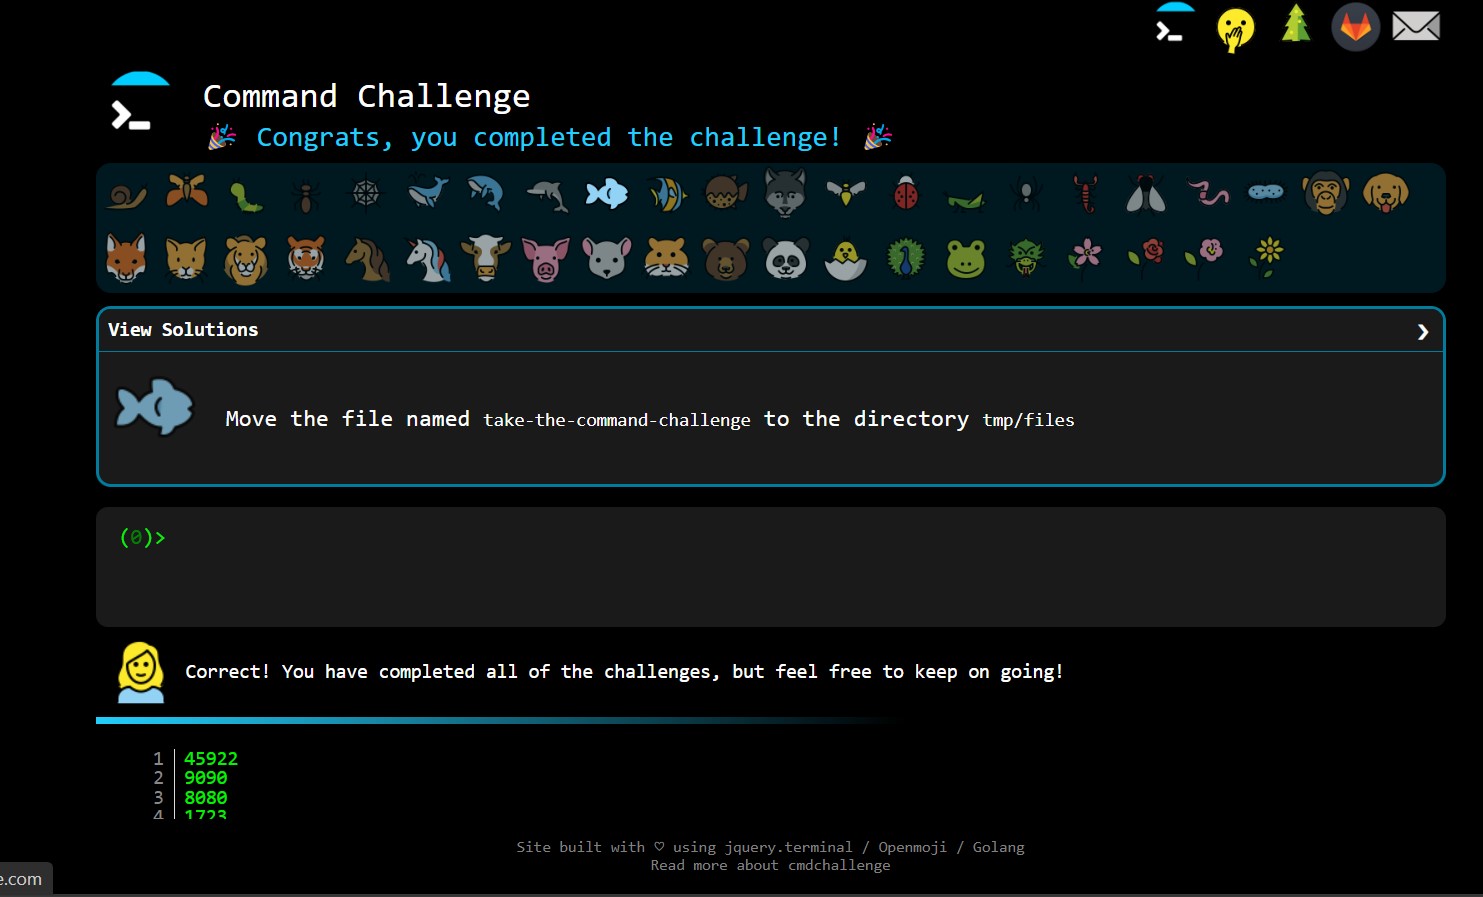 Command Challenge
Congrats, you completed the challenge!
View Solutions
Move the file named take-the-command-challenge to the directory tmp/files
(0)>
Correct! You have completed all of the challenges, but feel free to keep on going!
1 45922
2 9090
3 8080
4 1723
Site built with ♡ using jquery.terminal / Openmoji / Golang
Read more about cmdchallenge
e.com